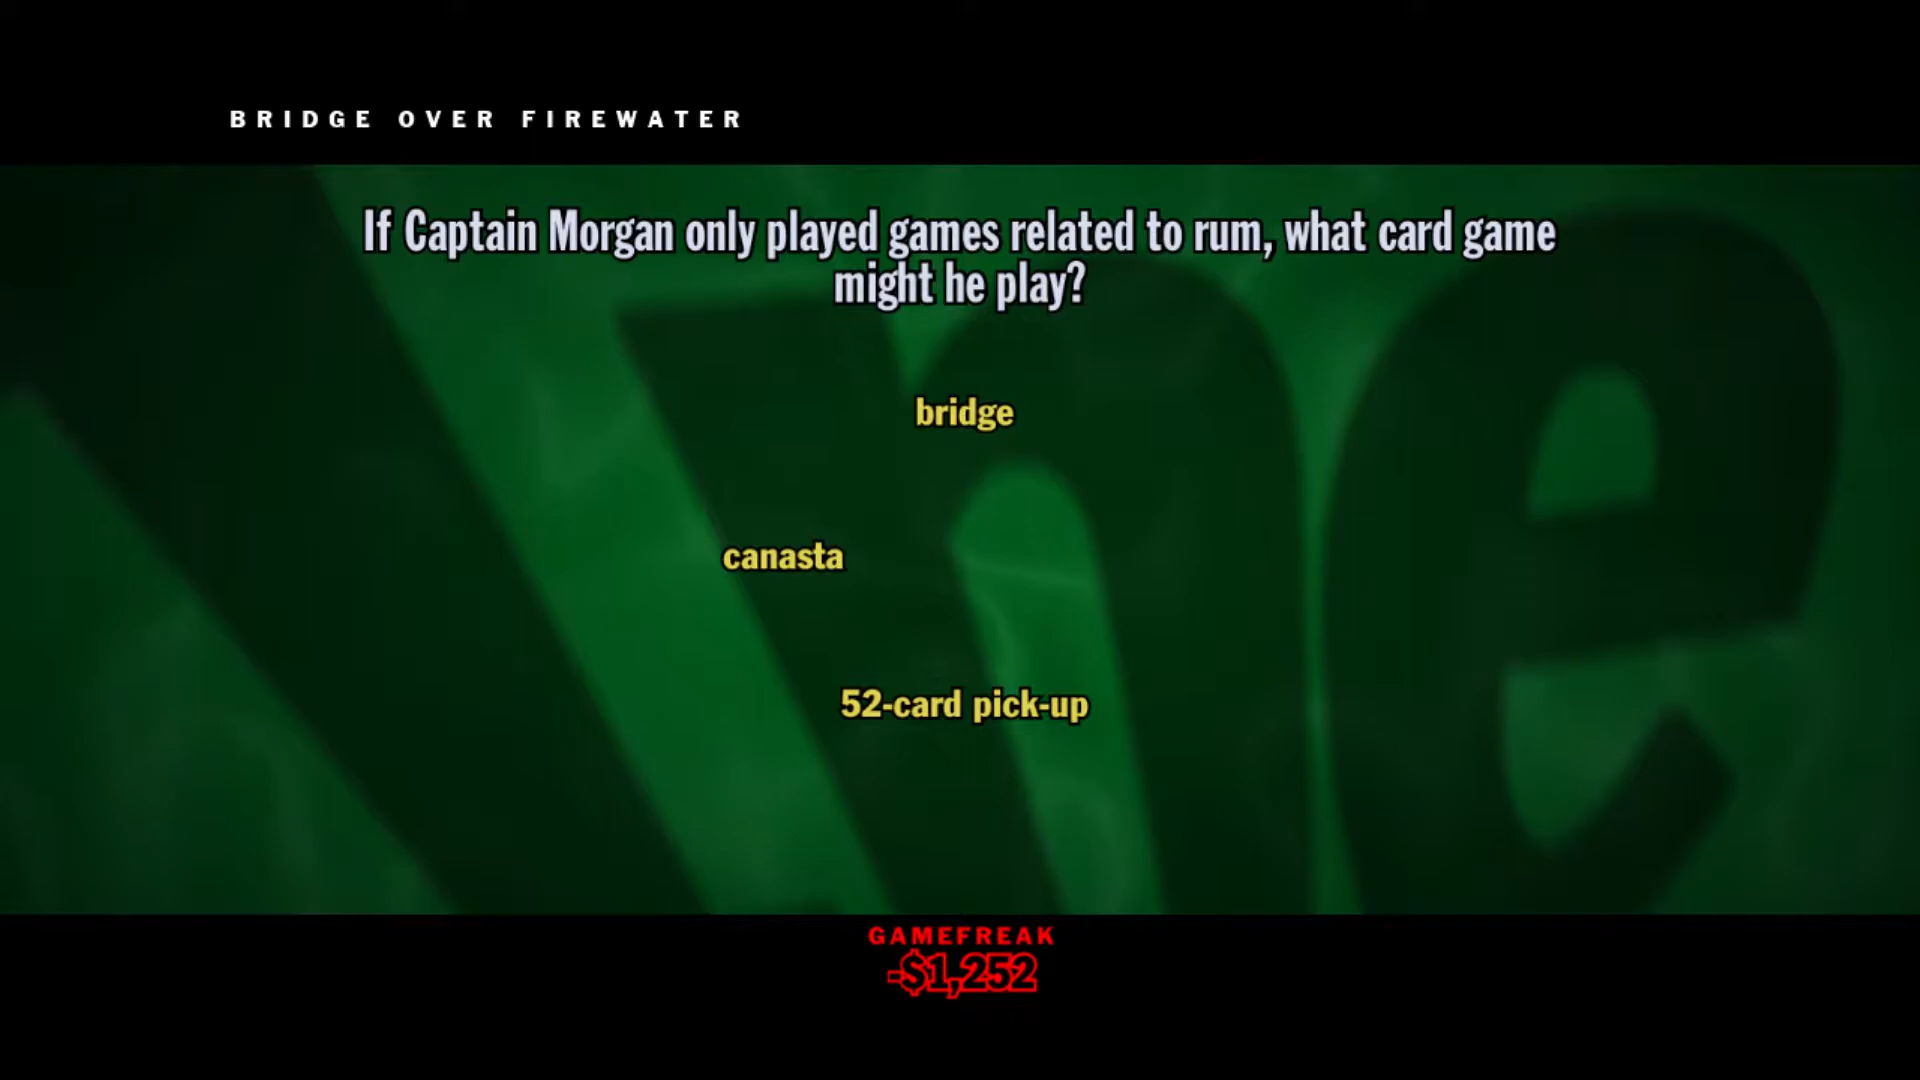 BRIDGE OVER FIREWATER
If Captain Morgan only played games related to rum, what card game
might he play?
bridge
canasta
52-card pick-up
GAMEFREAK
-$1,252